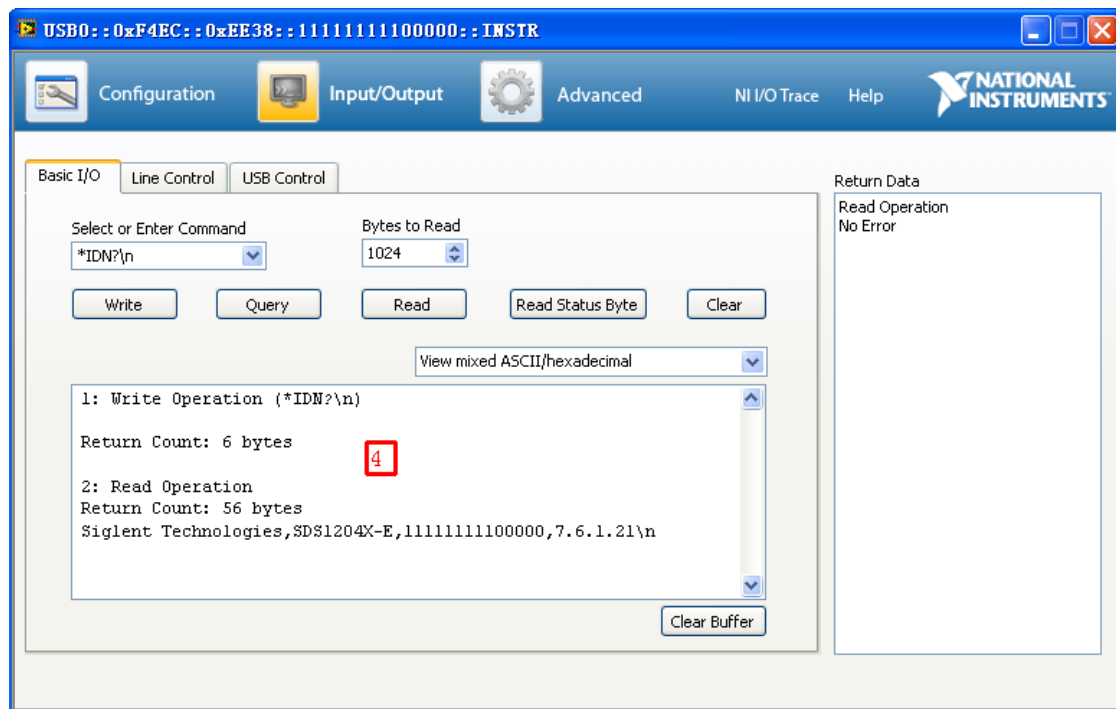 USB0::0xF4EC::0xEE38::11111111100000::INSTR
Configuration
Input/Output
Advanced
NI I/O Trace
Help
NATIONAL
INSTRUMENTS™
Basic I/O
Line Control
USB Control
Select or Enter Command
Bytes to Read
*IDN?\n
1024
Write
Query
Read
Read Status Byte
Clear
View mixed ASCII/hexadecimal
1: Write Operation (*IDN?\n)
Return Count: 6 bytes
4
2: Read Operation
Return Count: 56 bytes
Siglent Technologies,SDS1204X-E,11111111100000,7.6.1.21\n
Clear Buffer
Return Data
Read Operation
No Error